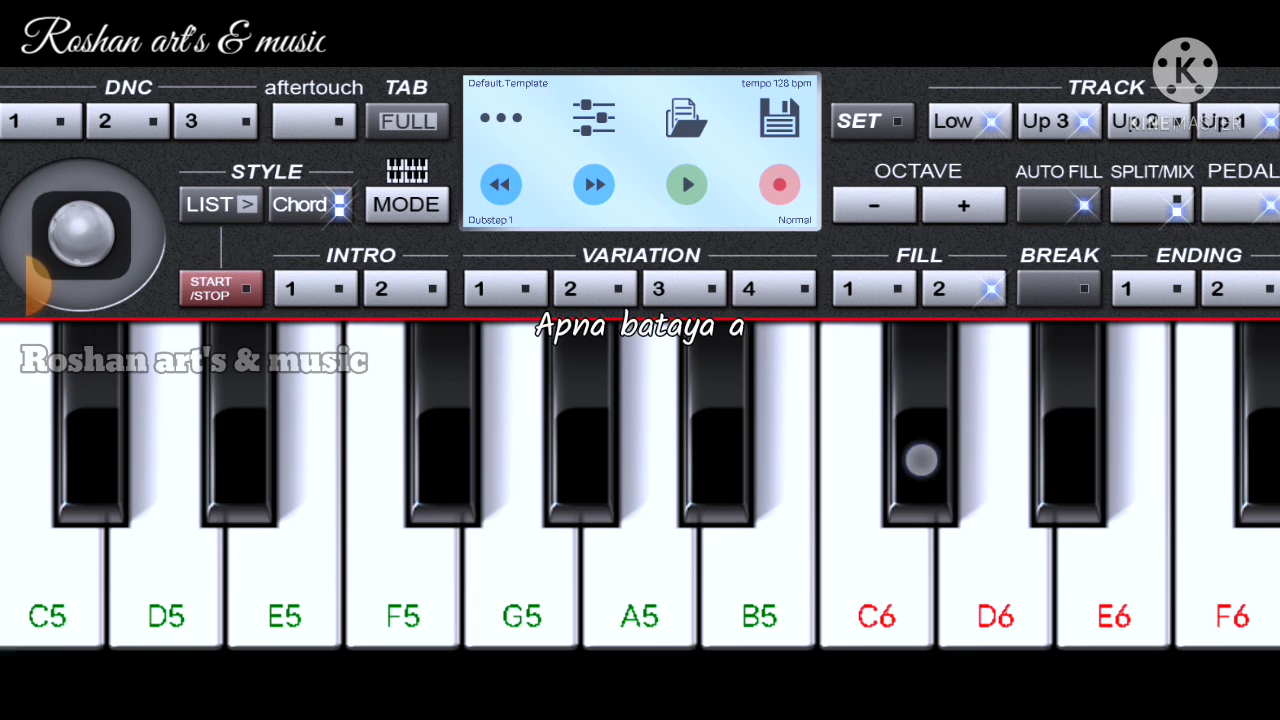 Roshan art's & music
DNC aftertouch TAB
1 2 3 FULL
Default.Template tempo 128 bpm
SET
TRACK
Low Up 3 Up 2 Up 1
K
KINEMASTER
STYLE
LIST > Chord MODE
OCTAVE AUTO FILL SPLIT/MIX PEDAL
- +
Dubstep 1 Normal
INTRO VARIATION FILL BREAK ENDING
START
/STOP
1 2 1 2 3 4 1 2 1 2
Apna bataya a
Roshan art's & music
C5 D5 E5 F5 G5 A5 B5 C6 D6 E6 F6